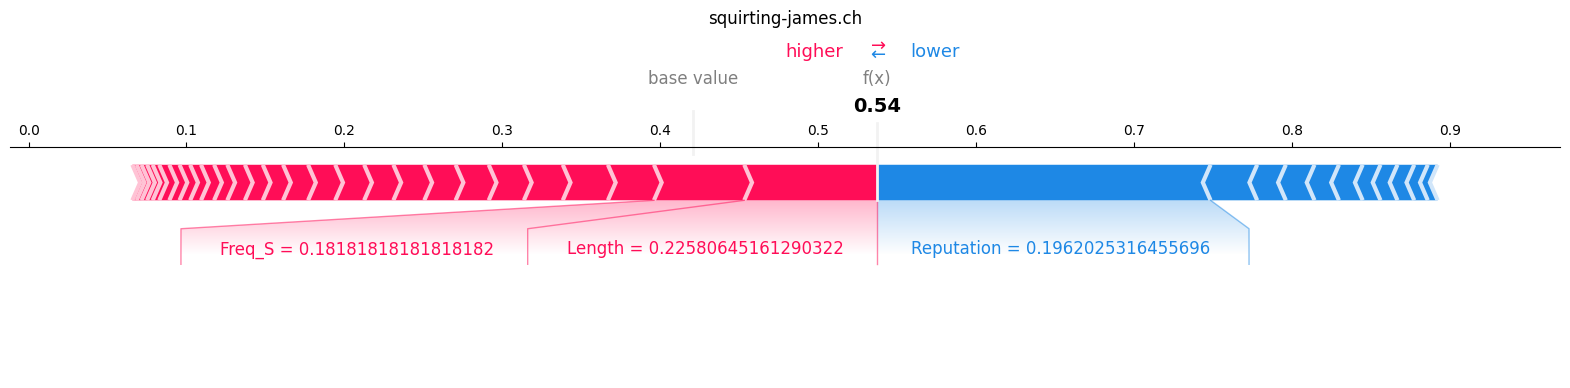 squirting-james.ch
higher ⇄ lower
base value f(x)
0.54
0.0 0.1 0.2 0.3 0.4 0.5 0.6 0.7 0.8 0.9
Freq_S = 0.18181818181818182 Length = 0.22580645161290322 Reputation = 0.1962025316455696